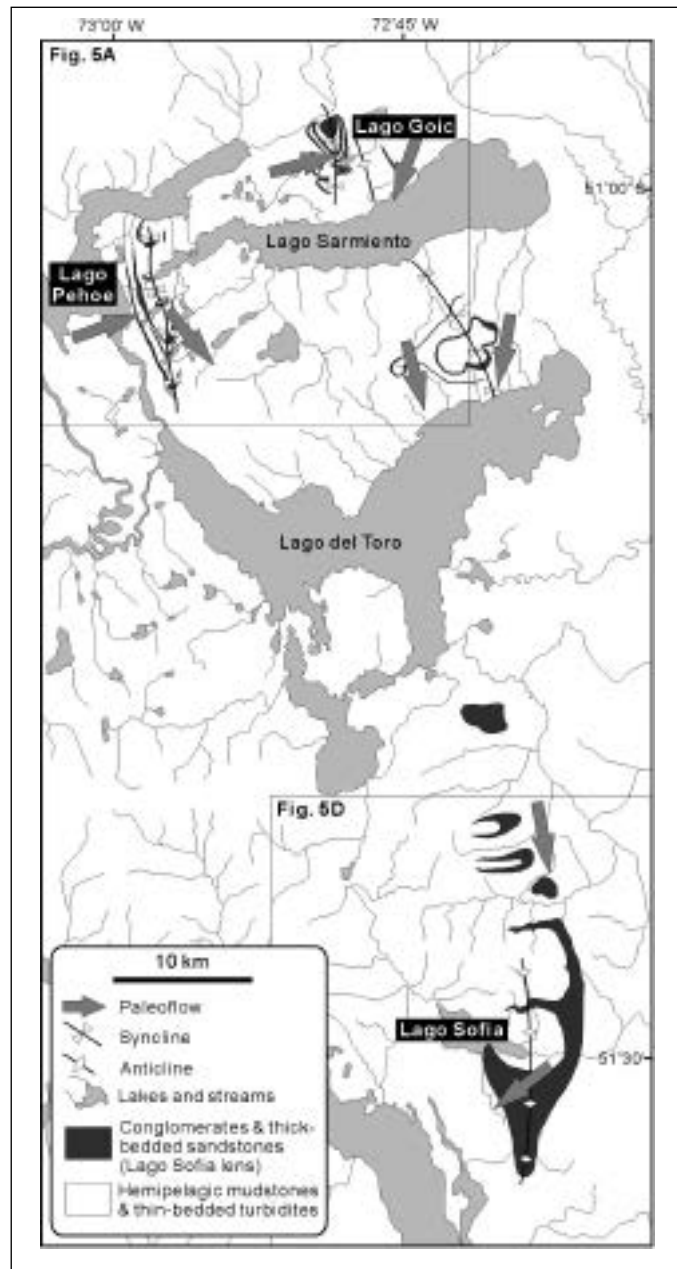 73°00' W
72°45' W
Fig. 5A
Lago Goic
51°00'S
Lago Sarmiento
Lago
Pehoe
Lago del Toro
Fig. 5D
Lago Sofia
51°30'
10 km
Paleoflow
Syncline
Anticline
Lakes and streams
Conglomerates & thick-
bedded sandstones
(Lago Sofia lens)
Hemipelagic mudstones
& thin-bedded turbidites